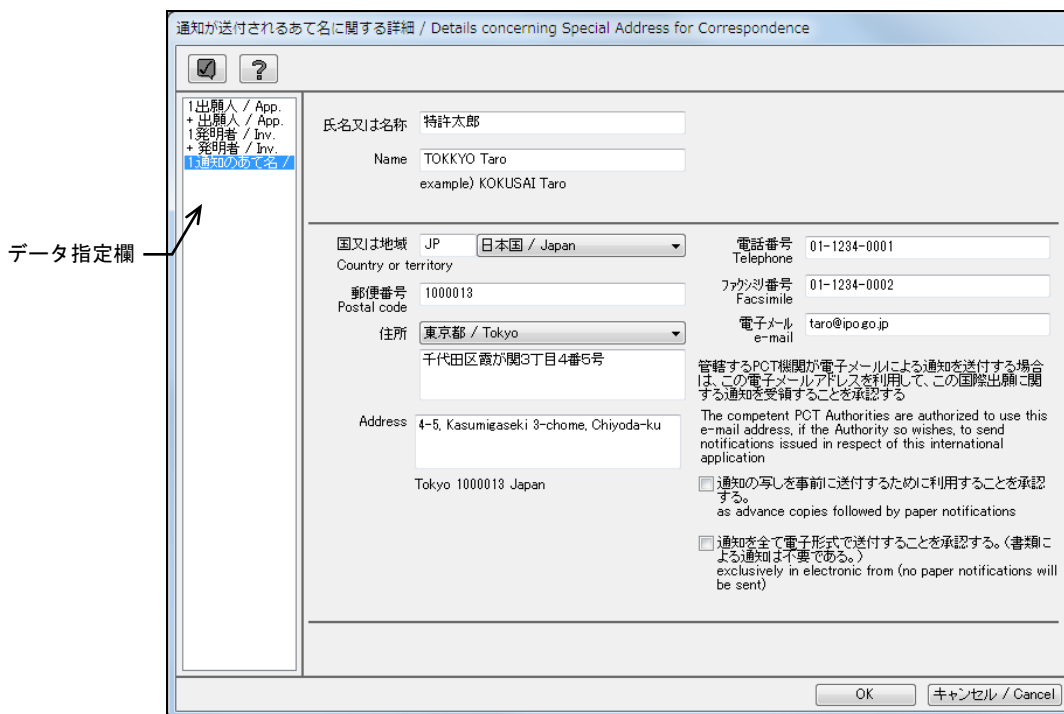 通知が送付されるあて名に関する詳細 / Details concerning Special Address for Correspondence
?
1出願人 / App.
+ 出願人 / App.
1発明者 / Inv.
+ 発明者 / Inv.
1通知のあて名 /
データ指定欄
氏名又は名称 特許太郎
Name TOKKYO Taro
example) KOKUSAI Taro
国又は地域 JP 日本国 / Japan
Country or territory
郵便番号 1000013
Postal code
住所 東京都 / Tokyo
千代田区霞が関3丁目4番5号
Address 4-5, Kasumigaseki 3-chome, Chiyoda-ku
Tokyo 1000013 Japan
電話番号 01-1234-0001
Telephone
ファクシミリ番号 01-1234-0002
Facsimile
電子メール taro@ipo.go.jp
e-mail
管轄するPCT機関が電子メールによる通知を送付する場合
は、この電子メールアドレスを利用して、この国際出願に関
する通知を受領することを承認する
The competent PCT Authorities are authorized to use this
e-mail address, if the Authority so wishes, to send
notifications issued in respect of this international
application
通知の写しを事前に送付するために利用することを承認
する。
as advance copies followed by paper notifications
通知を全て電子形式で送付することを承認する。(書類に
よる通知は不要である。)
exclusively in electronic from (no paper notifications will
be sent)
OK
キャンセル / Cancel